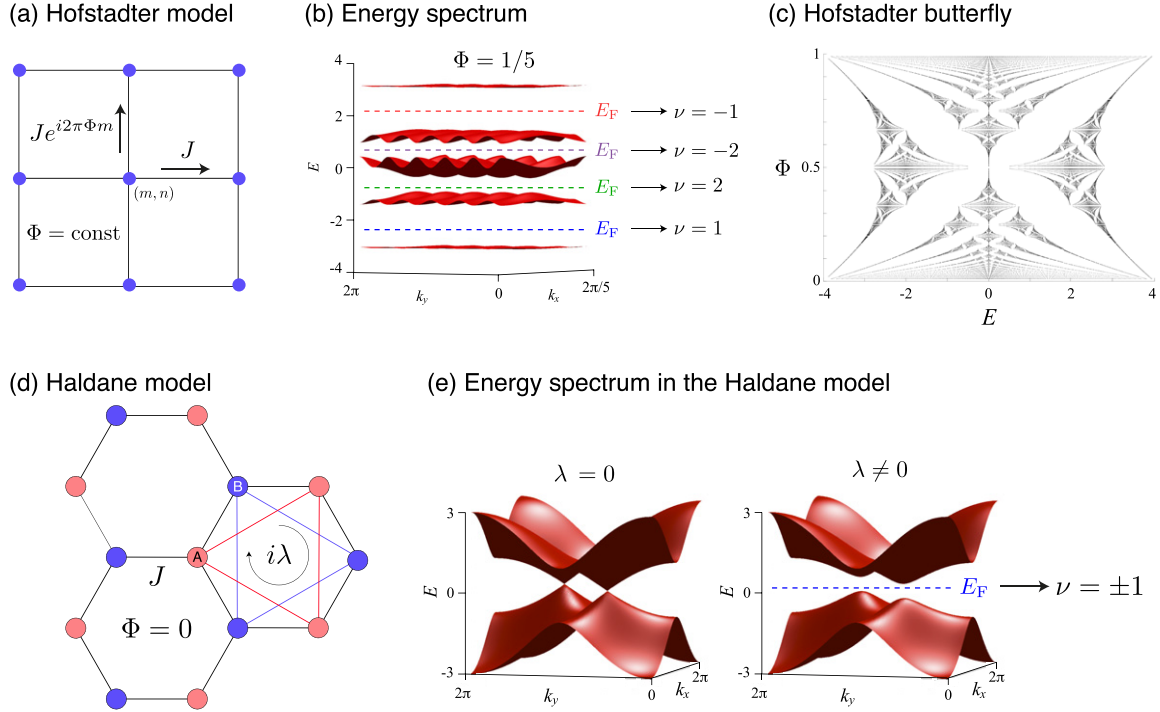 (a) Hofstadter model
Je^{i2πΦm}
J
(m, n)
Φ = const
(b) Energy spectrum
Φ = 1/5
4
2
0
-2
-4
E
E_F → ν = −1
E_F → ν = −2
E_F → ν = 2
E_F → ν = 1
2π
k_y
0
k_x
2π/5
(c) Hofstadter butterfly
1
Φ 0.5
0
-4 -2 0 2 4
E
(d) Haldane model
B
A
iλ
J
Φ = 0
(e) Energy spectrum in the Haldane model
λ = 0
3
E 0
-3
2π
k_y
0
k_x
2π
λ ≠ 0
3
E 0
-3
E_F → ν = ±1
2π
k_y
0
k_x
2π